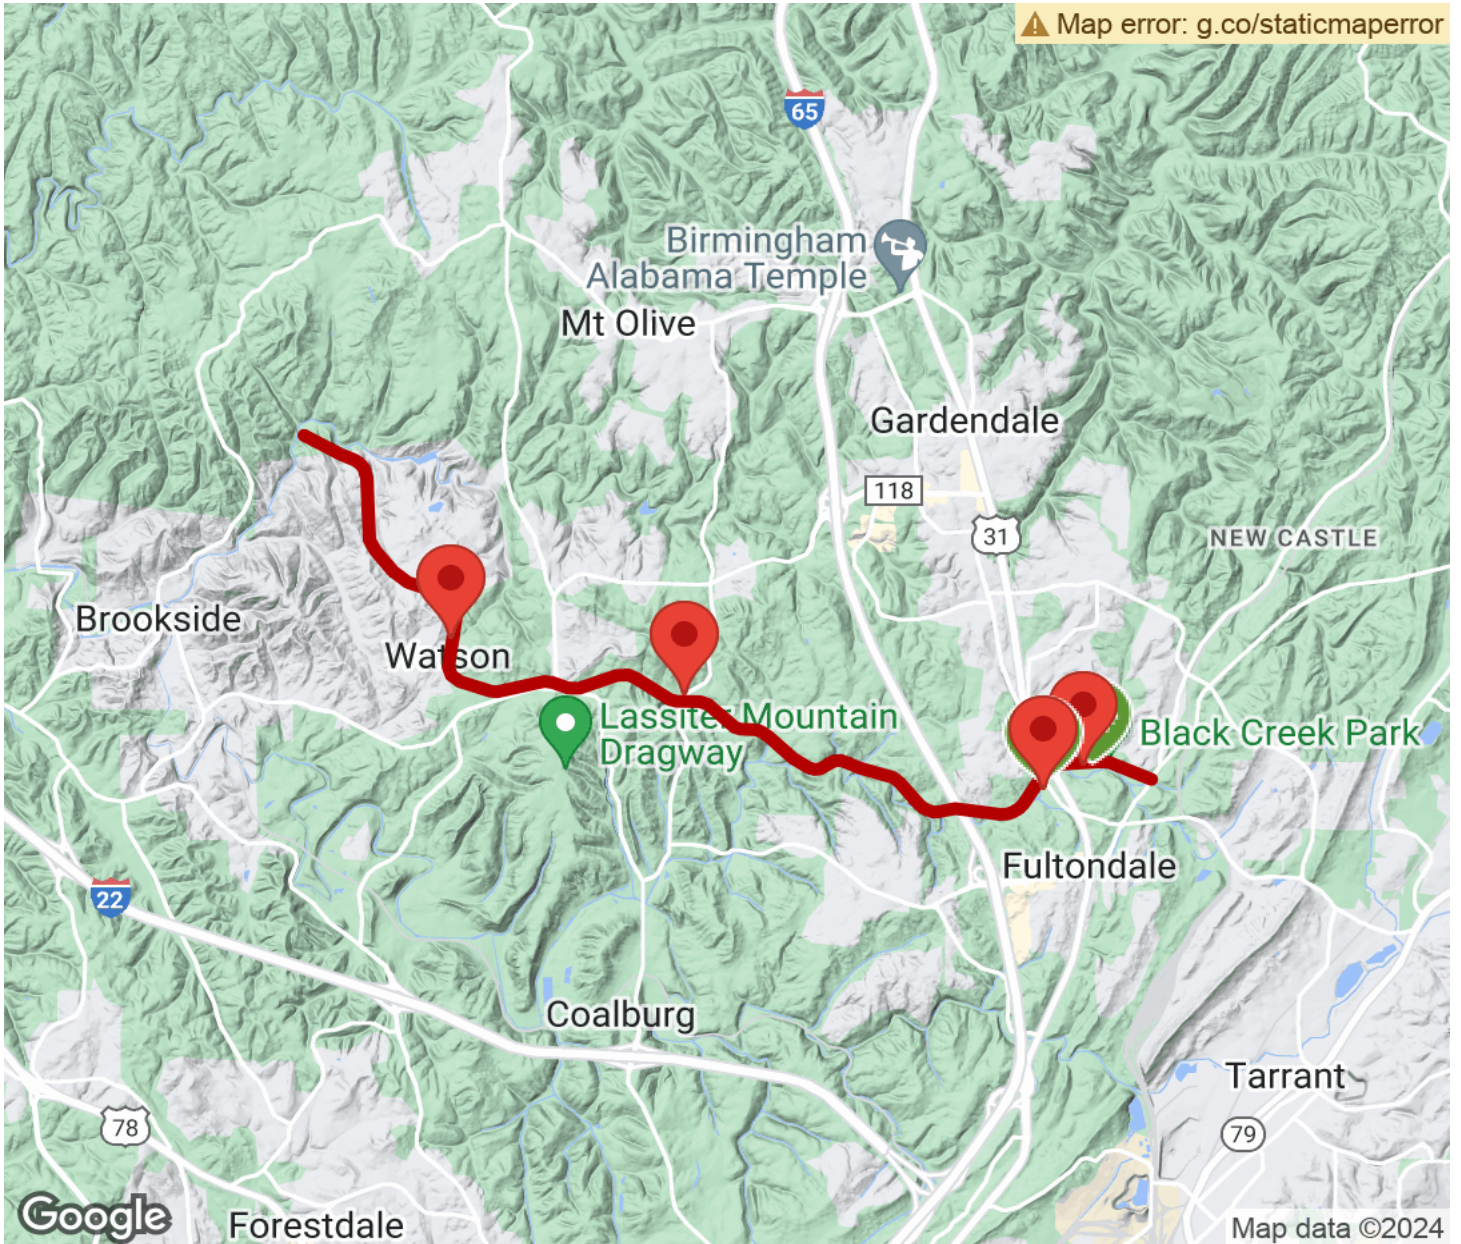 Map error: g.co/staticmaperror
65
Birmingham
Alabama Temple
Mt Olive
Gardendale
118
31
NEW CASTLE
Brookside
Watson
Lassiter Mountain
Dragway
Black Creek Park
Fultondale
22
Coalburg
Tarrant
78
79
Google
Forestdale
Map data ©2024